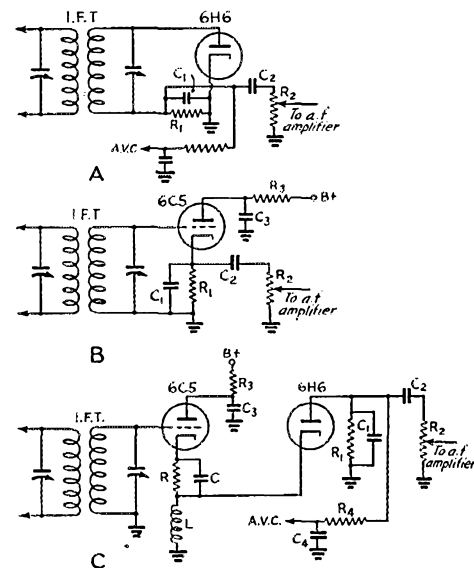 I.F.T
6H6
C1
C2
R2
R1
To a.f. amplifier
A.V.C.
A
I.F.T
6C5
R3
B+
C3
C1
R1
C2
R2
To a.f. amplifier
B
B+
R3
6C5
C3
6H6
C2
I.F.T.
R
C
R1
C1
R2
To a.f. amplifier
L
A.V.C.
R4
C4
C